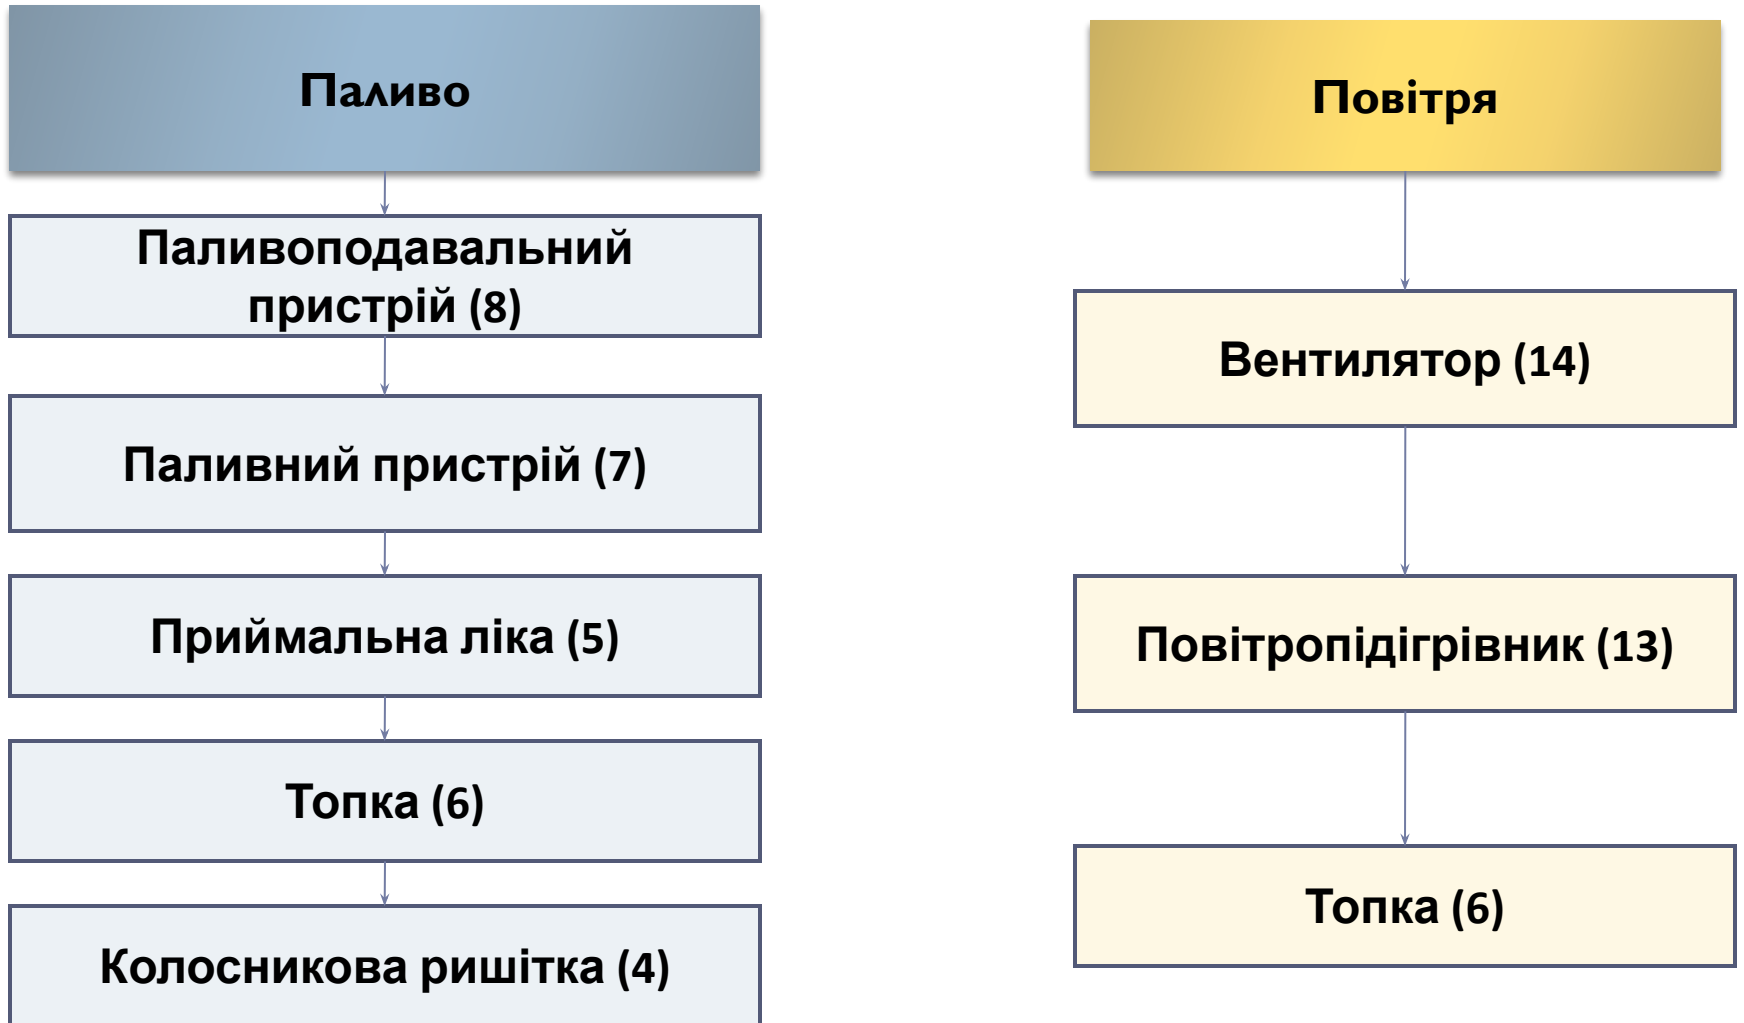 Паливо
Паливоподавальний
пристрій (8)
Паливний пристрій (7)
Приймальна ліка (5)
Топка (6)
Колосникова ришітка (4)
Повітря
Вентилятор (14)
Повітропідігрівник (13)
Топка (6)